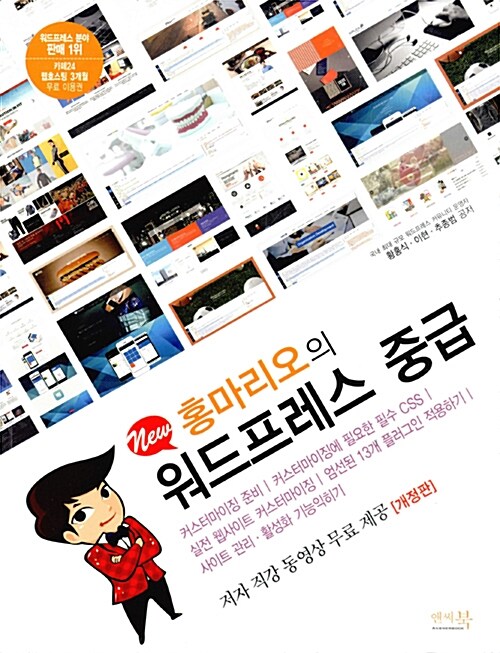 워드프레스 분야
판매 1위
카페24
웹호스팅 3개월
무료 이용권
국내 최대 규모 워드프레스 커뮤니티 운영자
황홍식 · 이현 · 추종범 공저
New
홍마리오의
워드프레스 중급
커스터마이징 준비 | 커스터마이징에 필요한 필수 CSS |
실전 웹사이트 커스터마이징 | 엄선된 13개 플러그인 적용하기 |
사이트 관리 · 활성화 기능익히기
저자 직강 동영상 무료 제공 [개정판]
앤써북